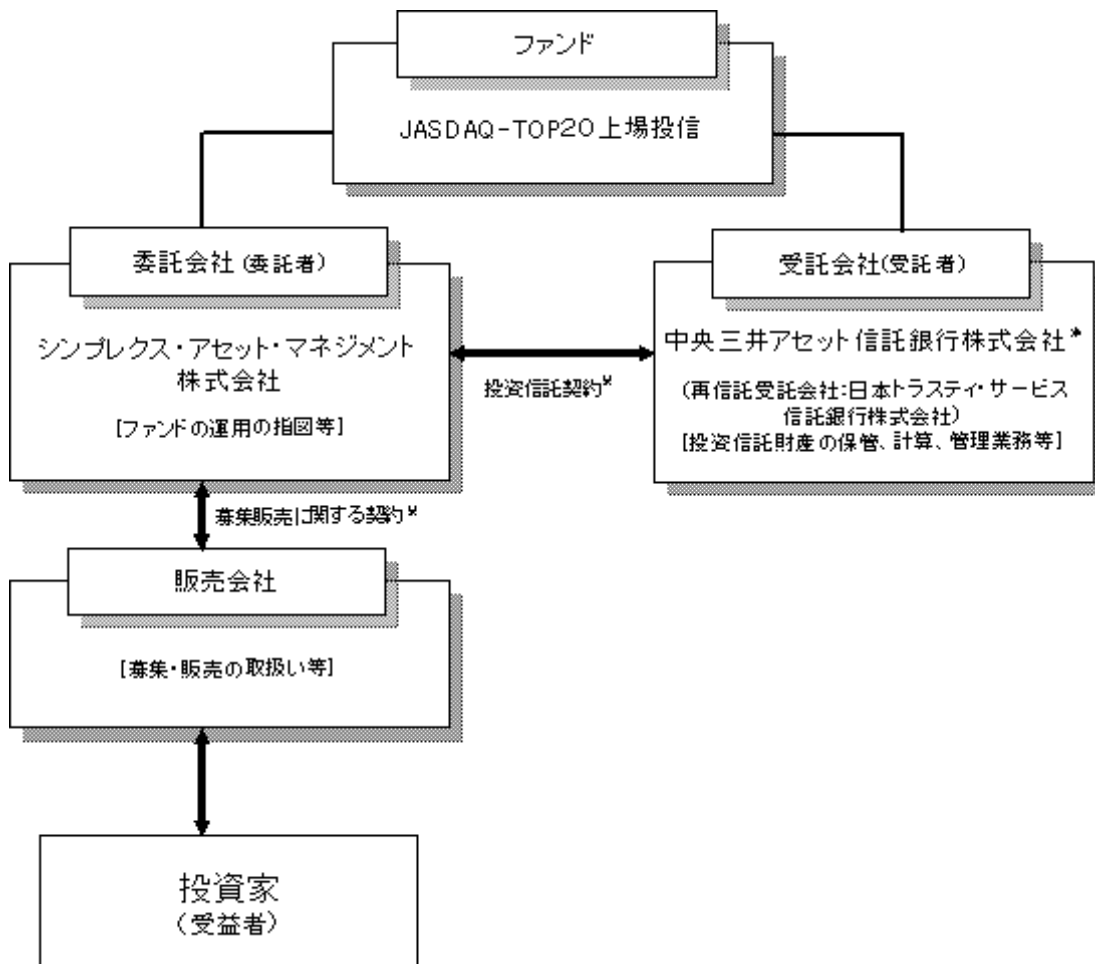 ファンド
JASDAQ-TOP20上場投信
委託会社(委託者)
受託会社(受託者)
シンプレクス・アセット・マネジメント
株式会社
[ファンドの運用の指図等]
投資信託契約*
中央三井アセット信託銀行株式会社*
(再信託受託会社:日本トラスティ・サービス
信託銀行株式会社)
[投資信託財産の保管、計算、管理業務等]
募集販売に関する契約*
販売会社
[募集・販売の取扱い等]
投資家
(受益者)